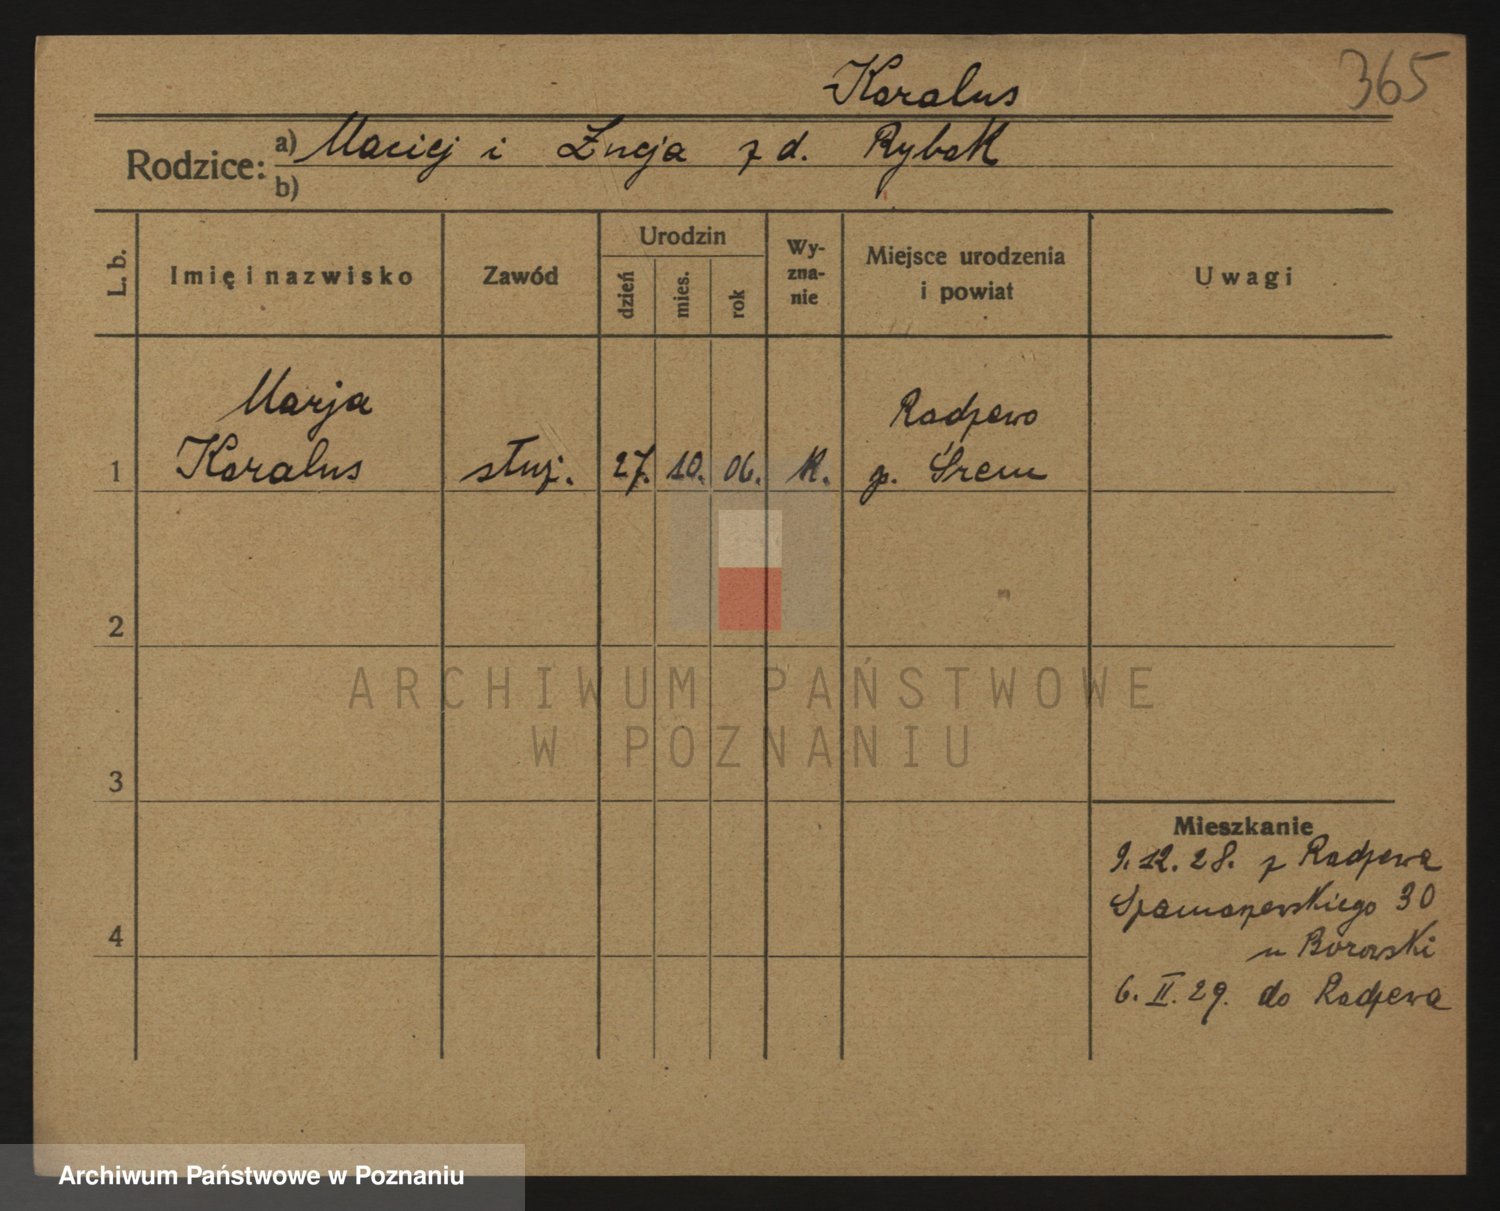 365
Koralus
Rodzice: a) Maciej i Łucja z d. Rybak
b)
L. b. Imię i nazwisko Zawód Urodzin dzień mies. rok Wy-zna-nie Miejsce urodzenia i powiat Uwagi
Marja Radzewo
1 Koralus służ. 27. 10. 06. K. p. Śrem
2
3
Mieszkanie
9. 12. 28. z Radzewa
30
4
u Borowski
6. II. 29. do Radzewa
ARCHIWUM PAŃSTWOWE
W POZNANIU
Archiwum Państwowe w Poznaniu